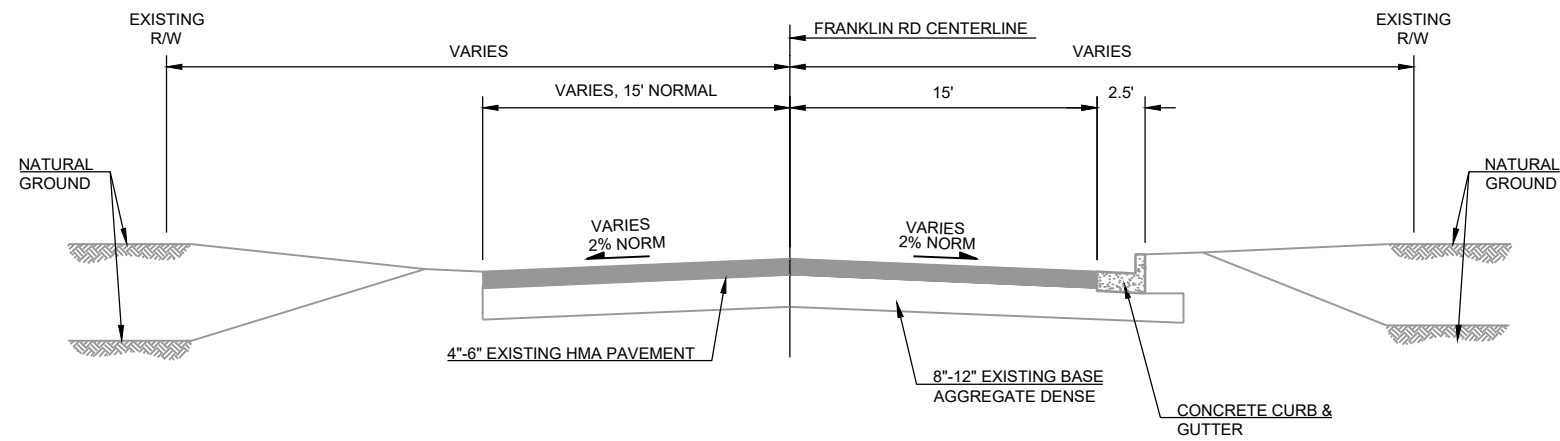 EXISTING
R/W
FRANKLIN RD CENTERLINE
EXISTING
R/W
VARIES
VARIES
VARIES, 15' NORMAL
15'
2.5'
NATURAL
GROUND
NATURAL
GROUND
VARIES
2% NORM
VARIES
2% NORM
4"-6" EXISTING HMA PAVEMENT
8"-12" EXISTING BASE
AGGREGATE DENSE
CONCRETE CURB &
GUTTER